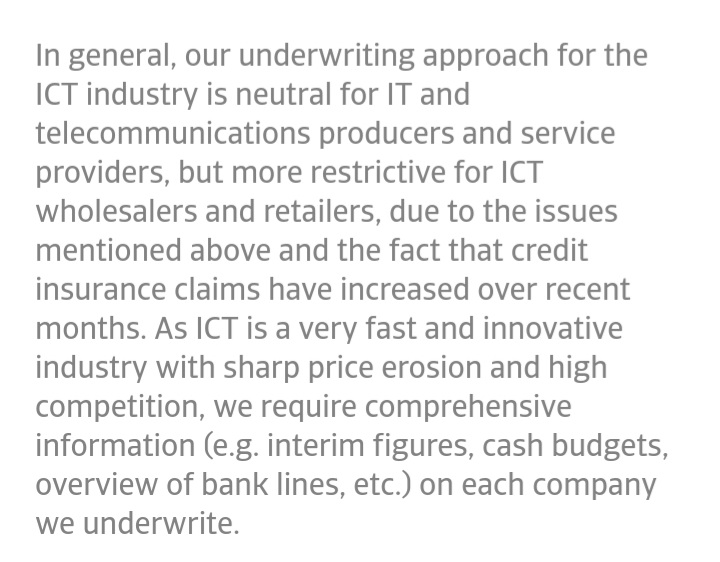 In general, our underwriting approach for the
ICT industry is neutral for IT and
telecommunications producers and service
providers, but more restrictive for ICT
wholesalers and retailers, due to the issues
mentioned above and the fact that credit
insurance claims have increased over recent
months. As ICT is a very fast and innovative
industry with sharp price erosion and high
competition, we require comprehensive
information (e.g. interim figures, cash budgets,
overview of bank lines, etc.) on each company
we underwrite.